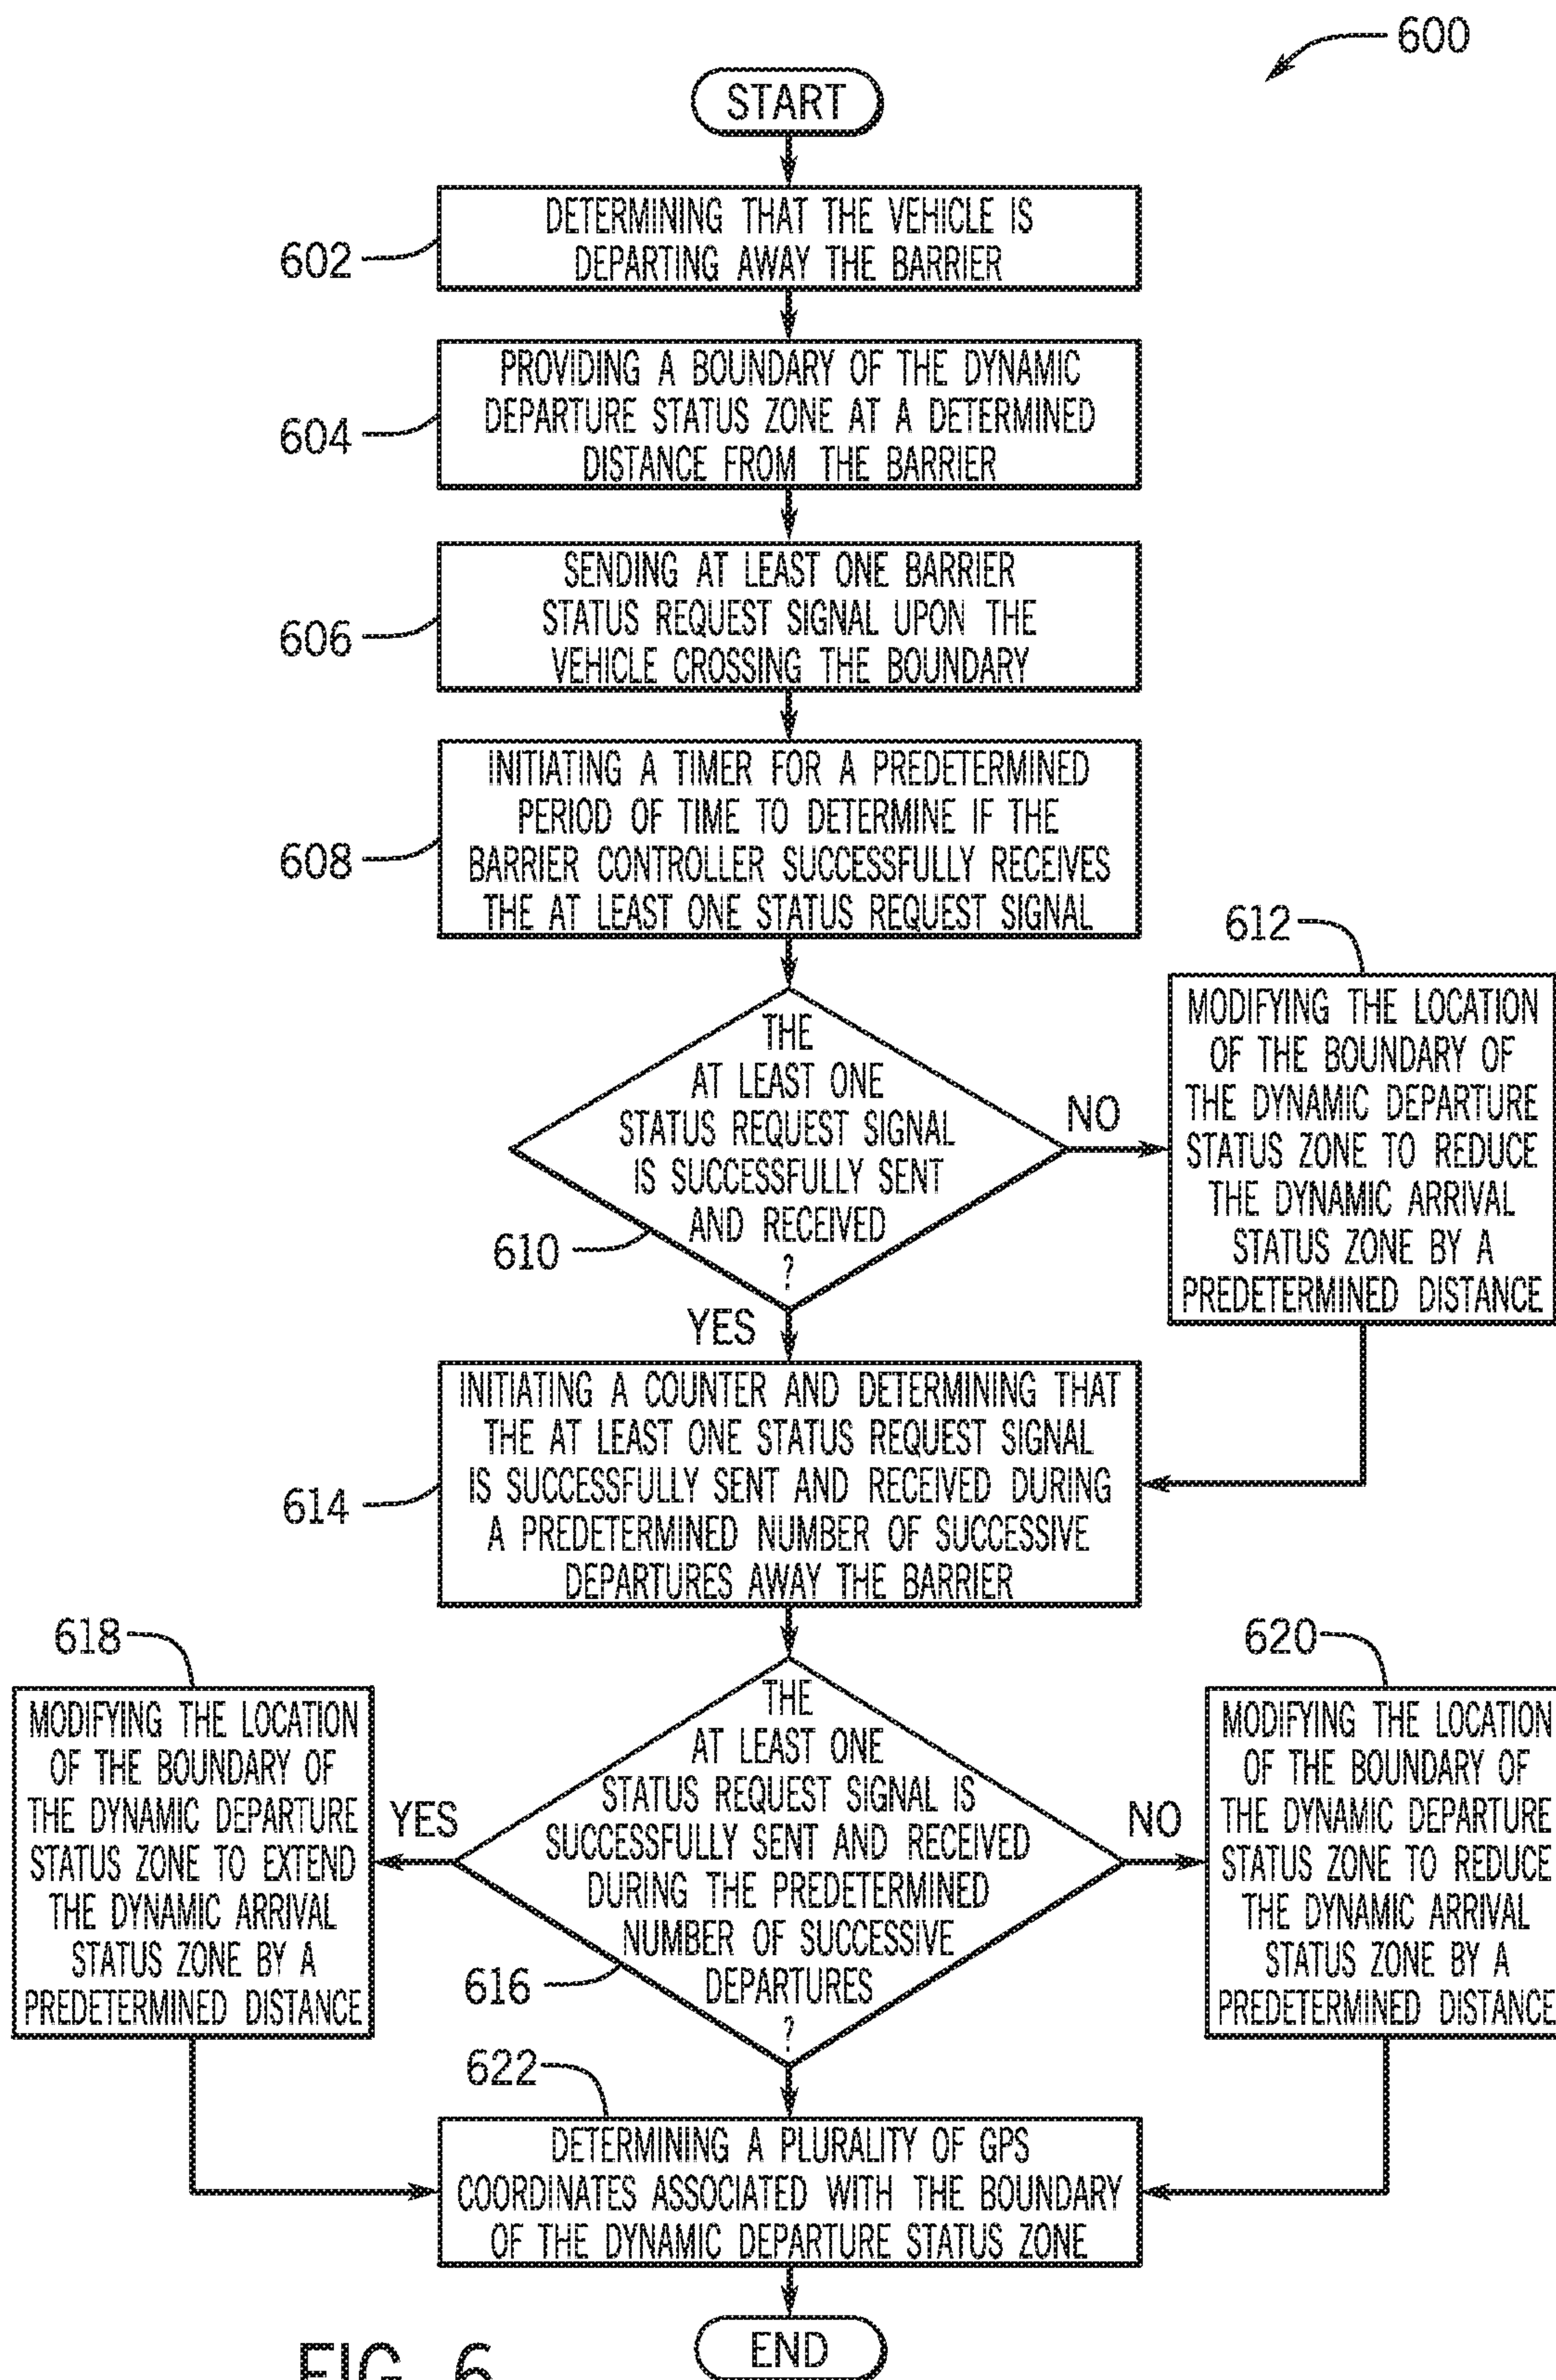 600
START
602
DETERMINING THAT THE VEHICLE IS
DEPARTING AWAY THE BARRIER
604
PROVIDING A BOUNDARY OF THE DYNAMIC
DEPARTURE STATUS ZONE AT A DETERMINED
DISTANCE FROM THE BARRIER
606
SENDING AT LEAST ONE BARRIER
STATUS REQUEST SIGNAL UPON THE
VEHICLE CROSSING THE BOUNDARY
608
INITIATING A TIMER FOR A PREDETERMINED
PERIOD OF TIME TO DETERMINE IF THE
BARRIER CONTROLLER SUCCESSFULLY RECEIVES
THE AT LEAST ONE STATUS REQUEST SIGNAL
610
THE
AT LEAST ONE
STATUS REQUEST SIGNAL
IS SUCCESSFULLY SENT
AND RECEIVED
?
NO
612
MODIFYING THE LOCATION
OF THE BOUNDARY OF
THE DYNAMIC DEPARTURE
STATUS ZONE TO REDUCE
THE DYNAMIC ARRIVAL
STATUS ZONE BY A
PREDETERMINED DISTANCE
YES
614
INITIATING A COUNTER AND DETERMINING THAT
THE AT LEAST ONE STATUS REQUEST SIGNAL
IS SUCCESSFULLY SENT AND RECEIVED DURING
A PREDETERMINED NUMBER OF SUCCESSIVE
DEPARTURES AWAY THE BARRIER
616
THE
AT LEAST ONE
STATUS REQUEST SIGNAL IS
SUCCESSFULLY SENT AND RECEIVED
DURING THE PREDETERMINED
NUMBER OF SUCCESSIVE
DEPARTURES
?
YES
618
MODIFYING THE LOCATION
OF THE BOUNDARY OF
THE DYNAMIC DEPARTURE
STATUS ZONE TO EXTEND
THE DYNAMIC ARRIVAL
STATUS ZONE BY A
PREDETERMINED DISTANCE
NO
620
MODIFYING THE LOCATION
OF THE BOUNDARY OF
THE DYNAMIC DEPARTURE
STATUS ZONE TO REDUCE
THE DYNAMIC ARRIVAL
STATUS ZONE BY A
PREDETERMINED DISTANCE
622
DETERMINING A PLURALITY OF GPS
COORDINATES ASSOCIATED WITH THE BOUNDARY
OF THE DYNAMIC DEPARTURE STATUS ZONE
END
FIG. 6